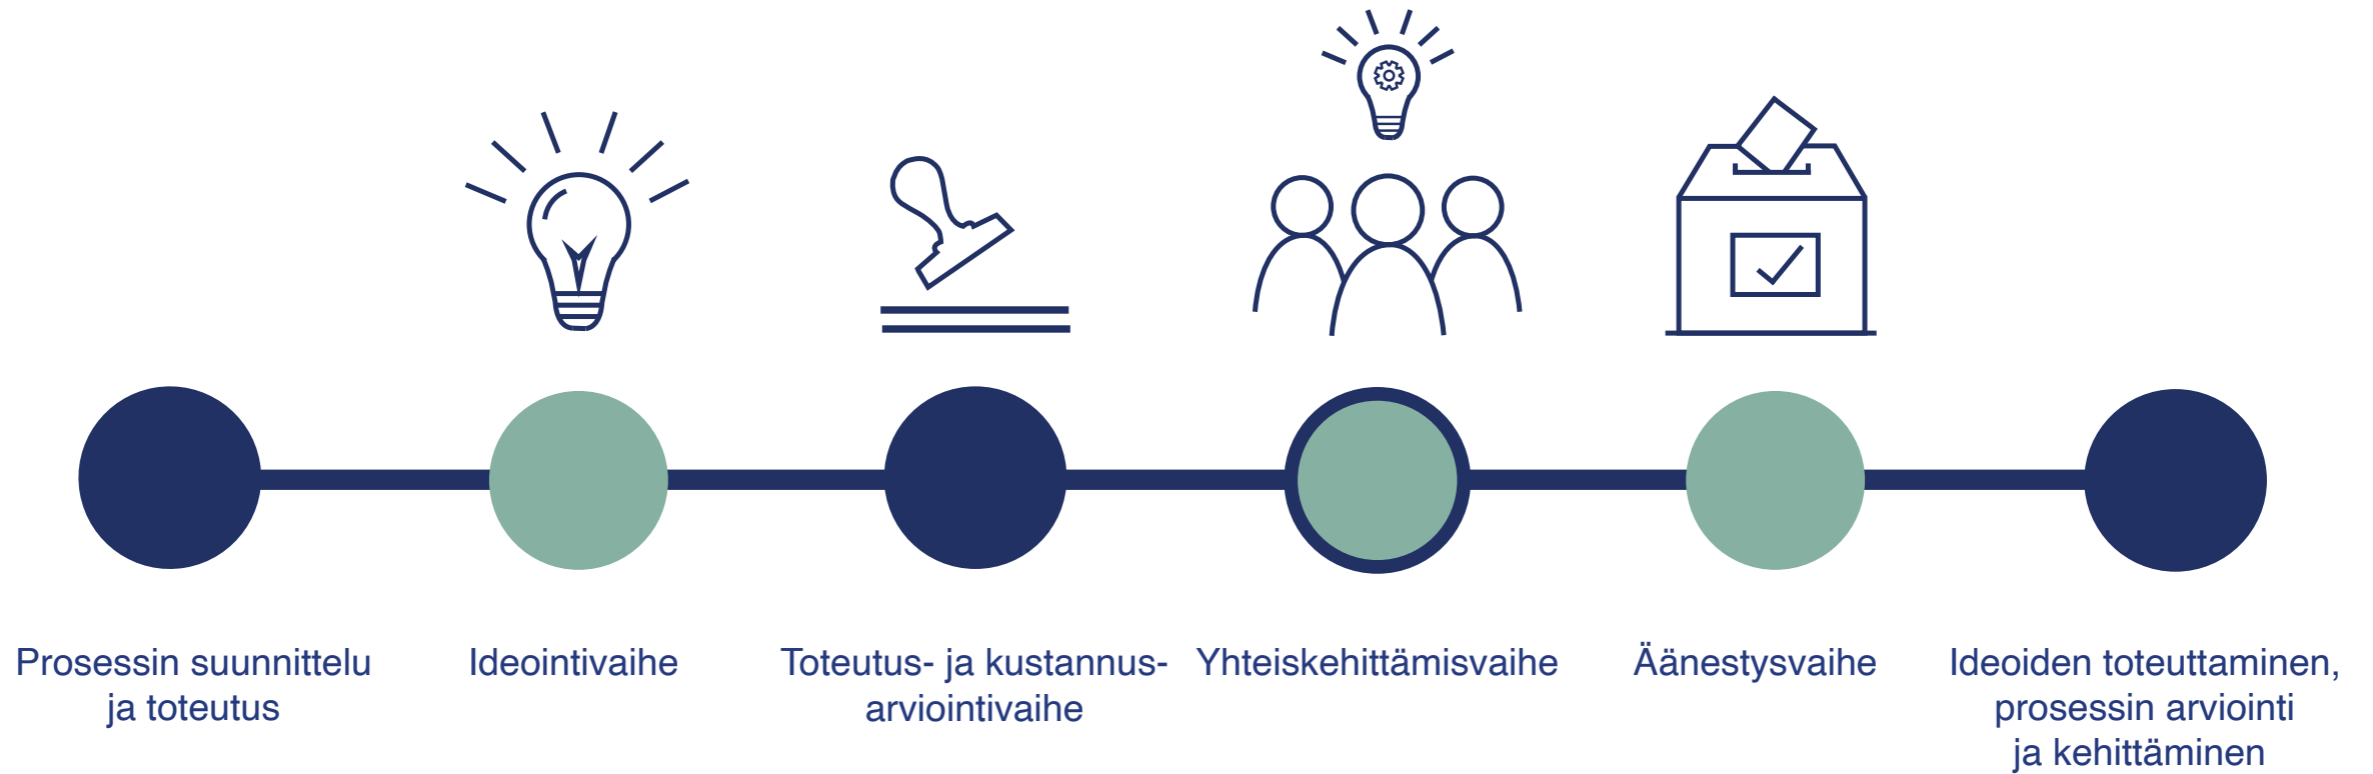 Prosessin suunnittelu
ja toteutus
Ideointivaihe
Toteutus- ja kustannus-
arviointivaihe
Yhteiskehittämisvaihe
Äänestysvaihe
Ideoiden toteuttaminen,
prosessin arviointi
ja kehittäminen